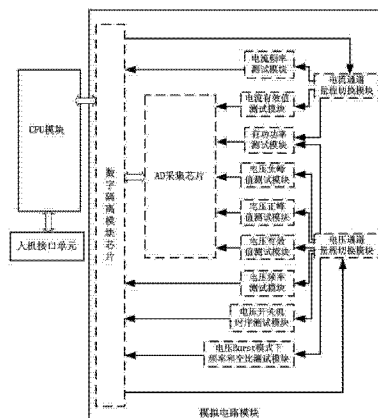 电流频率
测试模块
电流通道
量程切换模块
电流有效值
测试模块
CPU模块
有功功率
测试模块
AD采集芯片
电压负峰
值测试模块
数字隔离模块芯片
电压正峰
值测试模块
人机接口单元
电压有效
值测试模块
电压通道
量程切换模块
电压频率
测试模块
电压开关机
时序测试模块
电压Burst模式下
频率和空比测试模块
模拟电路模块